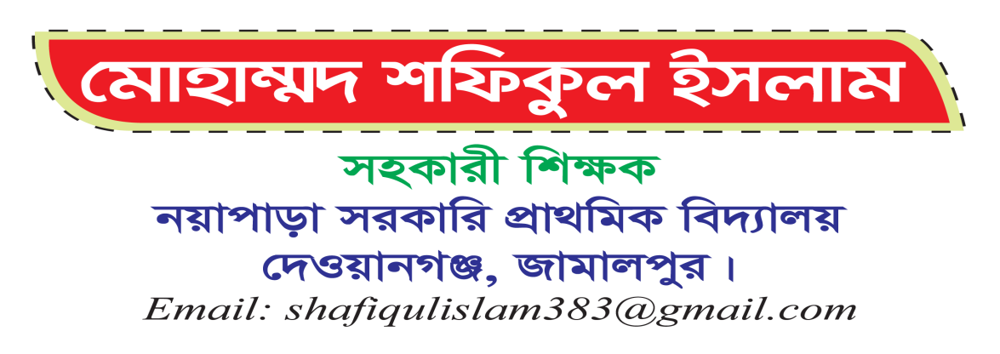 মোহাম্মদ শফিকুল ইসলাম
সহকারী শিক্ষক
নয়াপাড়া সরকারি প্রাথমিক বিদ্যালয়
দেওয়ানগঞ্জ, জামালপুর।
Email: shafiqulislam383@gmail.com